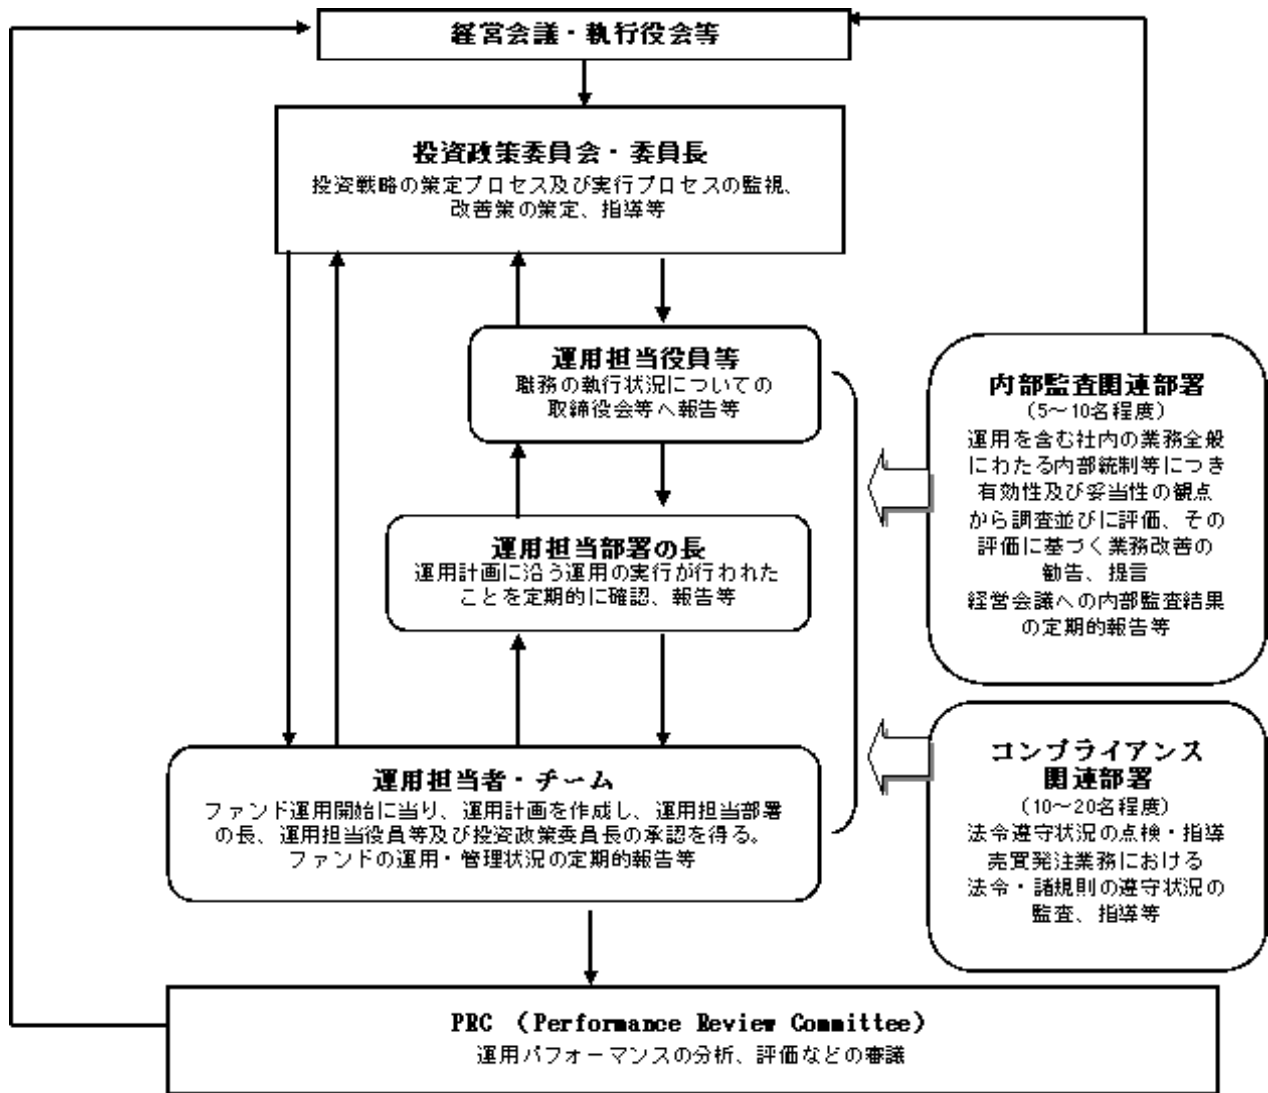 経営会議・執行役会等
投資政策委員会・委員長
投資戦略の策定プロセス及び実行プロセスの監視、
改善策の策定、指導等
運用担当役員等
職務の執行状況についての
取締役会等へ報告等
運用担当部署の長
運用計画に沿う運用の実行が行われた
ことを定期的に確認、報告等
運用担当者・チーム
ファンド運用開始に当り、運用計画を作成し、運用担当部署
の長、運用担当役員等及び投資政策委員長の承認を得る。
ファンドの運用・管理状況の定期的報告等
内部監査関連部署
（5～10名程度）
運用を含む社内の業務全般
にわたる内部統制等につき
有効性及び妥当性の観点
から調査並びに評価、その
評価に基づく業務改善の
勧告、提言
経営会議への内部監査結果
の定期的報告等
コンプライアンス
関連部署
（10～20名程度）
法令遵守状況の点検・指導
売買発注業務における
法令・諸規則の遵守状況の
監査、指導等
PRC （Performance Review Committee）
運用パフォーマンスの分析、評価などの審議